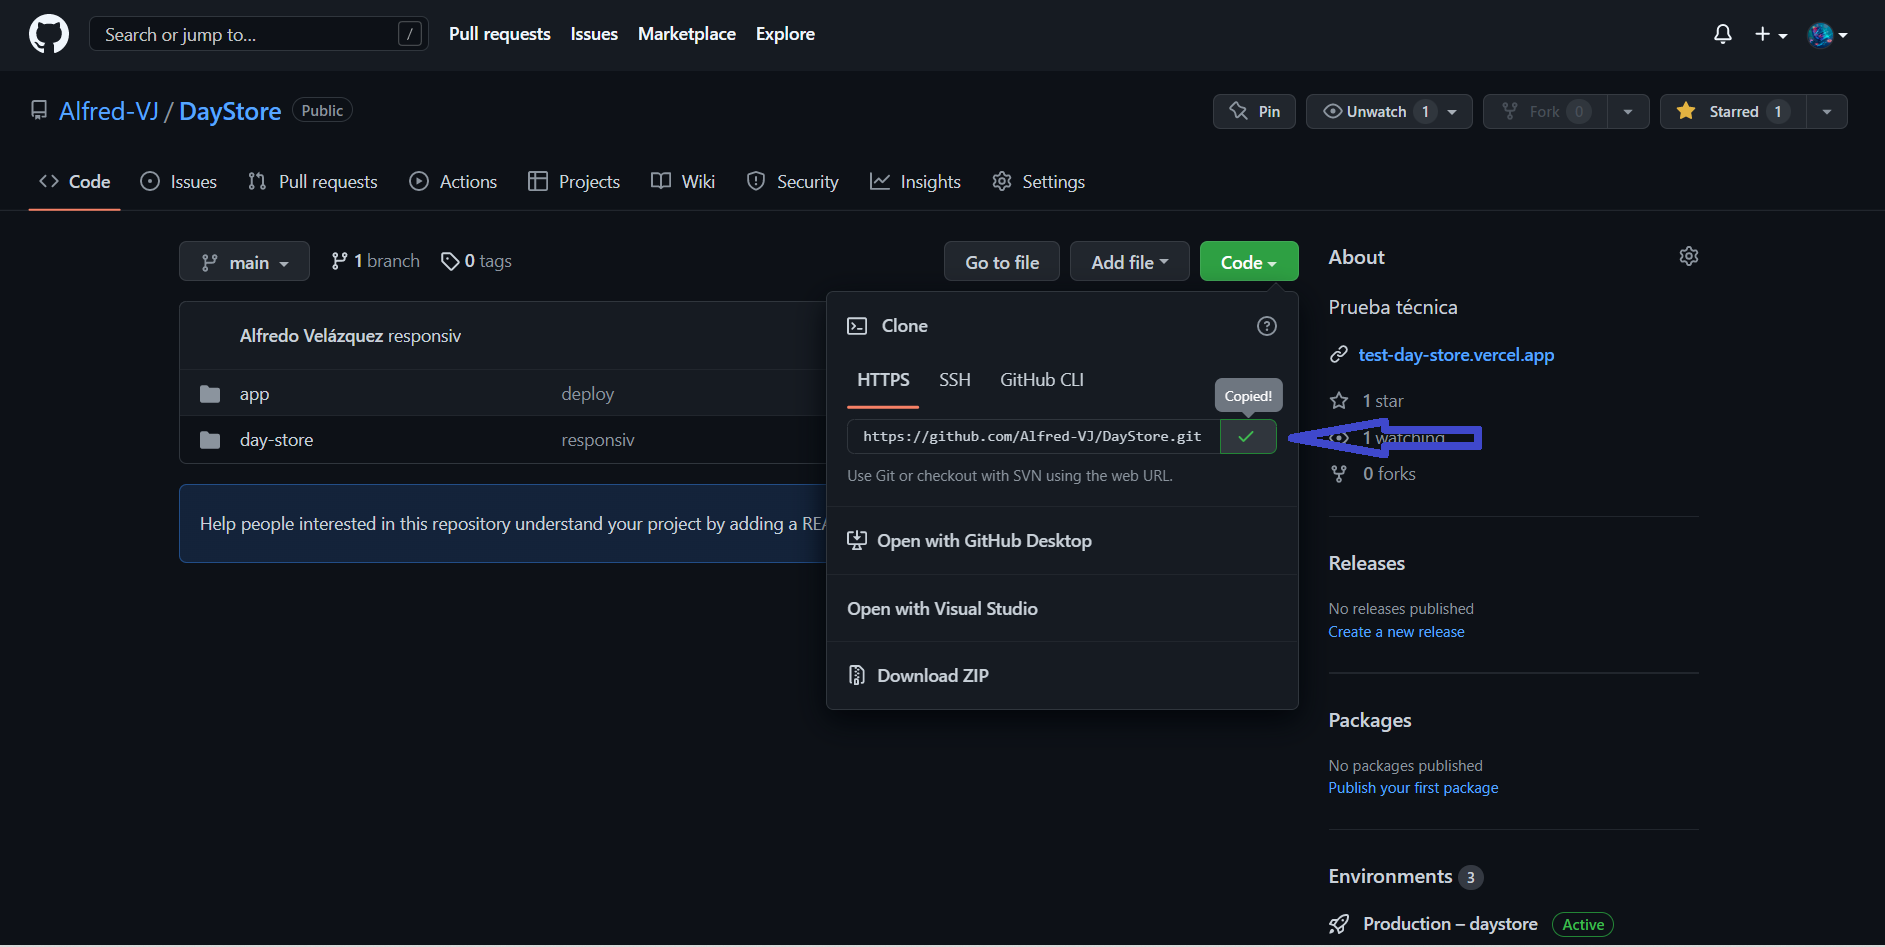 Search or jump to... /
Pull requests Issues Marketplace Explore
Alfred-VJ / DayStore Public
Pin Unwatch 1 Fork 0 Starred 1
Code Issues Pull requests Actions Projects Wiki Security Insights Settings
main 1 branch 0 tags
Go to file Add file Code
Alfredo Velázquez responsiv
app deploy
day-store responsiv
Help people interested in this repository understand your project by adding a REA
Clone
HTTPS SSH GitHub CLI
Copied!
https://github.com/Alfred-VJ/DayStore.git
Use Git or checkout with SVN using the web URL.
Open with GitHub Desktop
Open with Visual Studio
Download ZIP
About
Prueba técnica
test-day-store.vercel.app
1 star
1 watching
0 forks
Releases
No releases published
Create a new release
Packages
No packages published
Publish your first package
Environments 3
Production – daystore Active